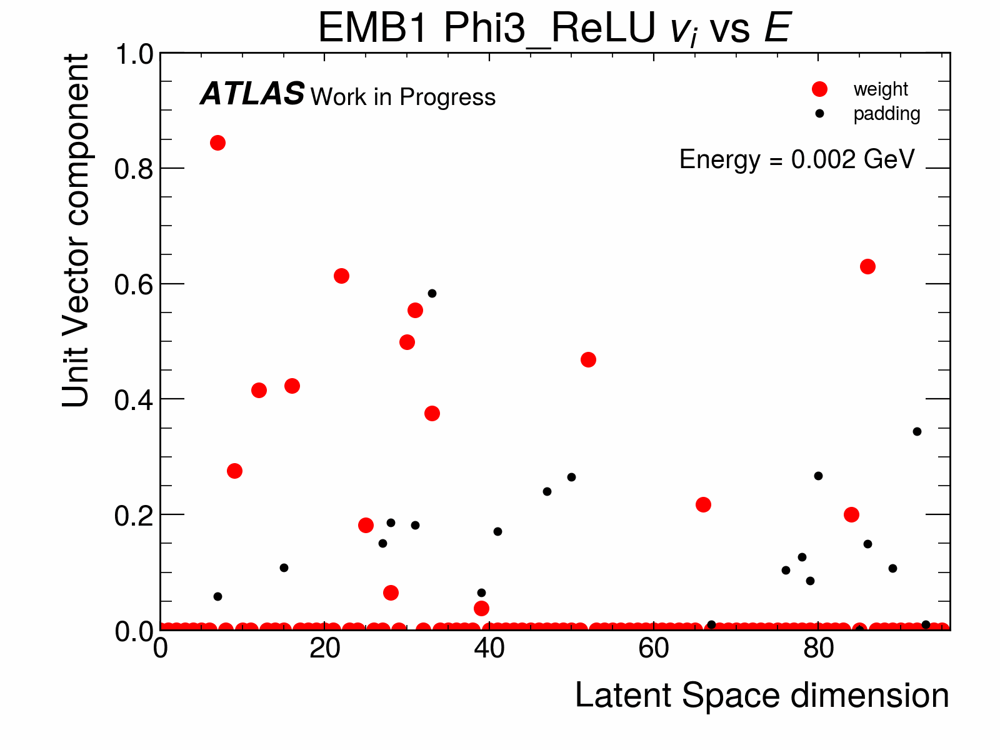 EMB1 Phi3_ReLU v_i vs E
ATLAS Work in Progress
weight
padding
Energy = 0.002 GeV
Unit Vector component
1.0
0.8
0.6
0.4
0.2
0.0
0 20 40 60 80
Latent Space dimension